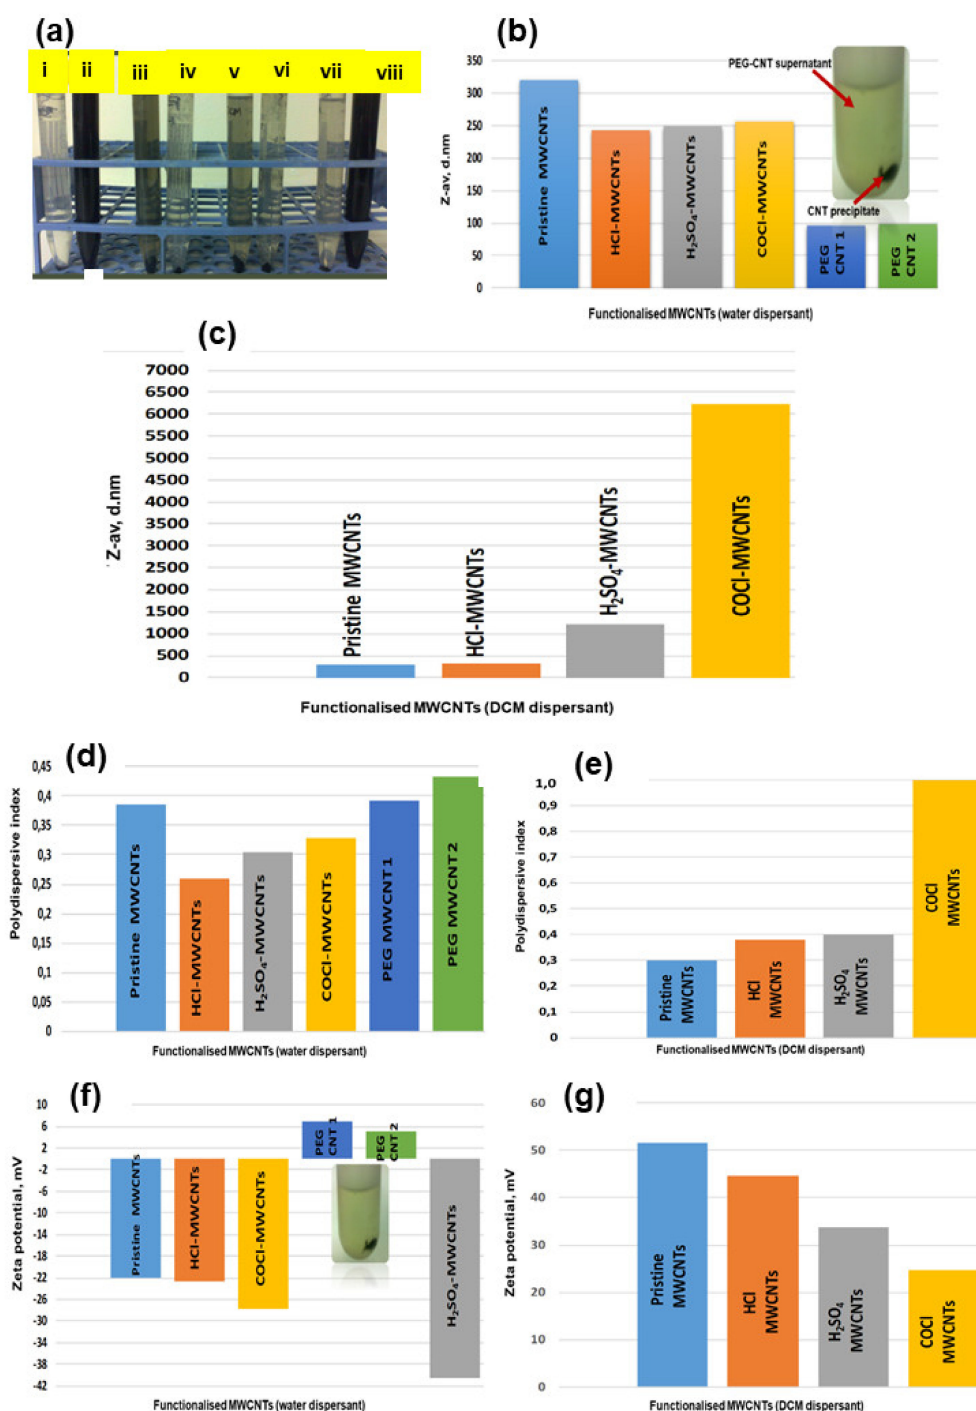 (a)
i ii iii iv v vi vii viii
(b)
Z-av, d.nm
350
300
250
200
150
100
50
0
Pristine MWCNTs
HCl-MWCNTs
H₂SO₄-MWCNTs
COCl-MWCNTs
PEG
CNT 1
PEG
CNT 2
PEG-CNT supernatant
CNT precipitate
Functionalised MWCNTs (water dispersant)
(c)
Z-av, d.nm
7000
6500
6000
5500
5000
4500
4000
3500
3000
2500
2000
1500
1000
500
0
Pristine MWCNTs
HCl-MWCNTs
H₂SO₄-MWCNTs
COCl-MWCNTs
Functionalised MWCNTs (DCM dispersant)
(d)
Polydispersive index
0,45
0,4
0,35
0,3
0,25
0,2
0,15
0,1
0,05
0
Pristine MWCNTs
HCl-MWCNTs
H₂SO₄-MWCNTs
COCl-MWCNTs
PEG MWCNT1
PEG MWCNT2
Functionalised MWCNTs (water dispersant)
(e)
Polydispersive index
1,0
0,9
0,8
0,7
0,6
0,5
0,4
0,3
0,2
0,1
0
Pristine
MWCNTs
HCl
MWCNTs
H₂SO₄
MWCNTs
COCl
MWCNTs
Functionalised MWCNTs (DCM dispersant)
(f)
Zeta potential, mV
10
6
2
-2
-6
-10
-14
-18
-22
-26
-30
-34
-38
-42
Pristine MWCNTs
HCl-MWCNTs
COCl-MWCNTs
PEG
CNT 1
PEG
CNT 2
H₂SO₄-MWCNTs
Functionalised MWCNTs (water dispersant)
(g)
Zeta potential, mV
60
50
40
30
20
10
0
Pristine
MWCNTs
HCl
MWCNTs
H₂SO₄
MWCNTs
COCl
MWCNTs
Functionalised MWCNTs (DCM dispersant)